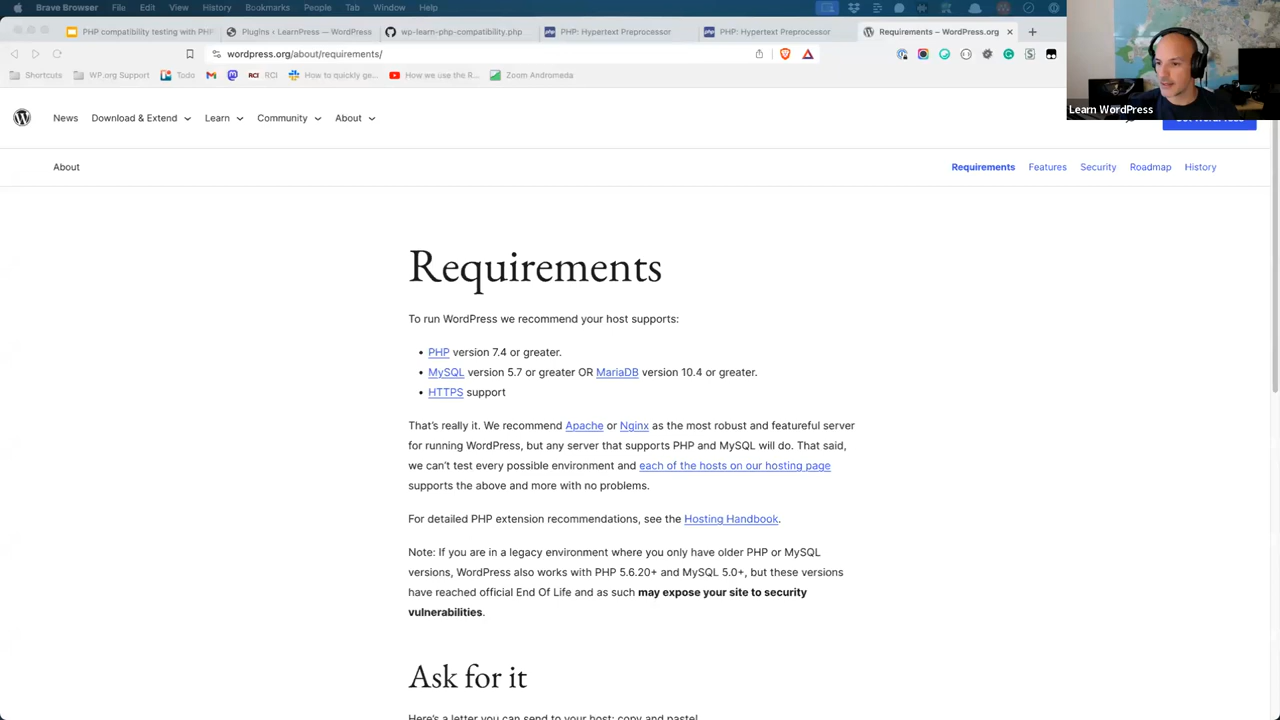 Brave Browser File Edit View History Bookmarks People Tab Window Help
PHP compatibility testing with PHP
PlugIns ‹ LearnPress — WordPress
wp-learn-php-compatibility.php
PHP: Hypertext Preprocessor
PHP: Hypertext Preprocessor
Requirements – WordPress.org
wordpress.org/about/requirements/
Shortcuts WP.org Support Todo RCI How to quickly ge... How we use the R... Zoom Andromeda
Learn WordPress
News Download & Extend Learn Community About
About
Requirements Features Security Roadmap History
Requirements
To run WordPress we recommend your host supports:
• PHP version 7.4 or greater.
• MySQL version 5.7 or greater OR MariaDB version 10.4 or greater.
• HTTPS support
That's really it. We recommend Apache or Nginx as the most robust and featureful server
for running WordPress, but any server that supports PHP and MySQL will do. That said,
we can't test every possible environment and each of the hosts on our hosting page
supports the above and more with no problems.
For detailed PHP extension recommendations, see the Hosting Handbook.
Note: If you are in a legacy environment where you only have older PHP or MySQL
versions, WordPress also works with PHP 5.6.20+ and MySQL 5.0+, but these versions
have reached official End Of Life and as such may expose your site to security
vulnerabilities.
Ask for it
Here's a letter you can send to your host; copy and paste!